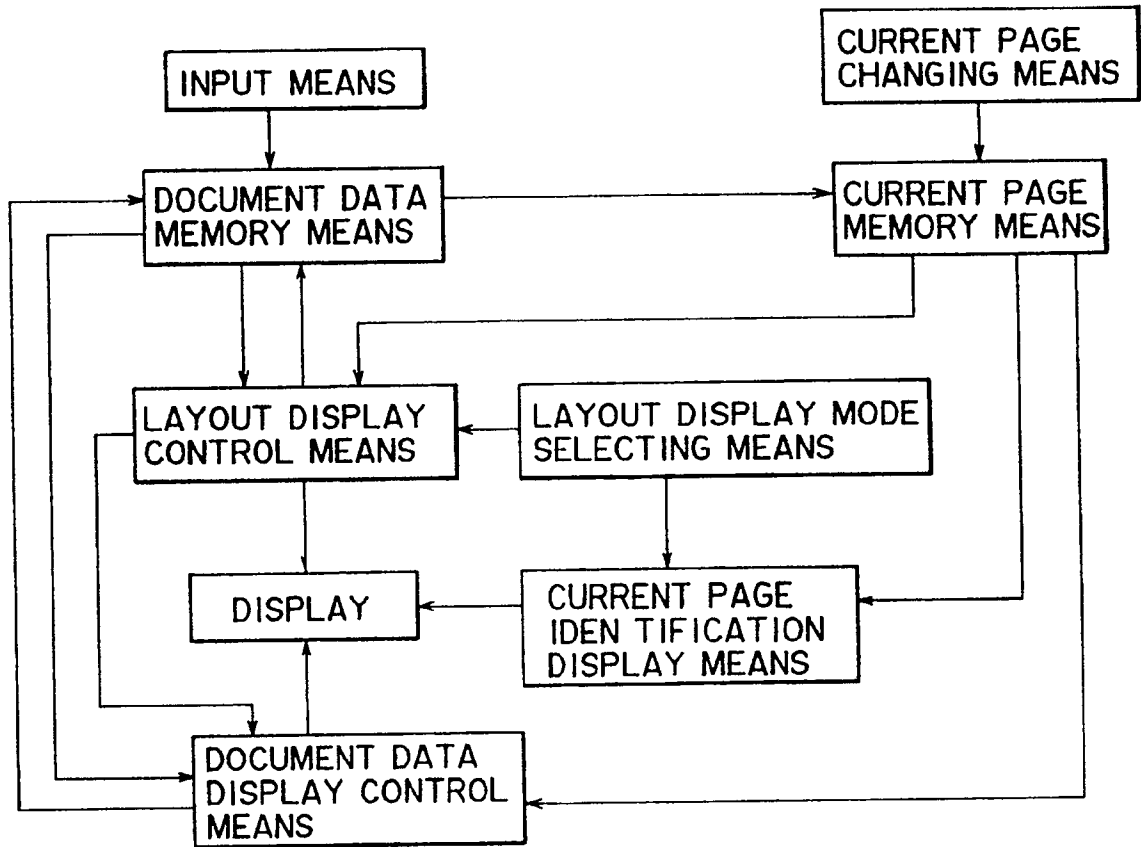 INPUT MEANS
CURRENT PAGE
CHANGING MEANS
DOCUMENT DATA
MEMORY MEANS
CURRENT PAGE
MEMORY MEANS
LAYOUT DISPLAY
CONTROL MEANS
LAYOUT DISPLAY MODE
SELECTING MEANS
DISPLAY
CURRENT PAGE
IDEN TIFICATION
DISPLAY MEANS
DOCUMENT DATA
DISPLAY CONTROL
MEANS